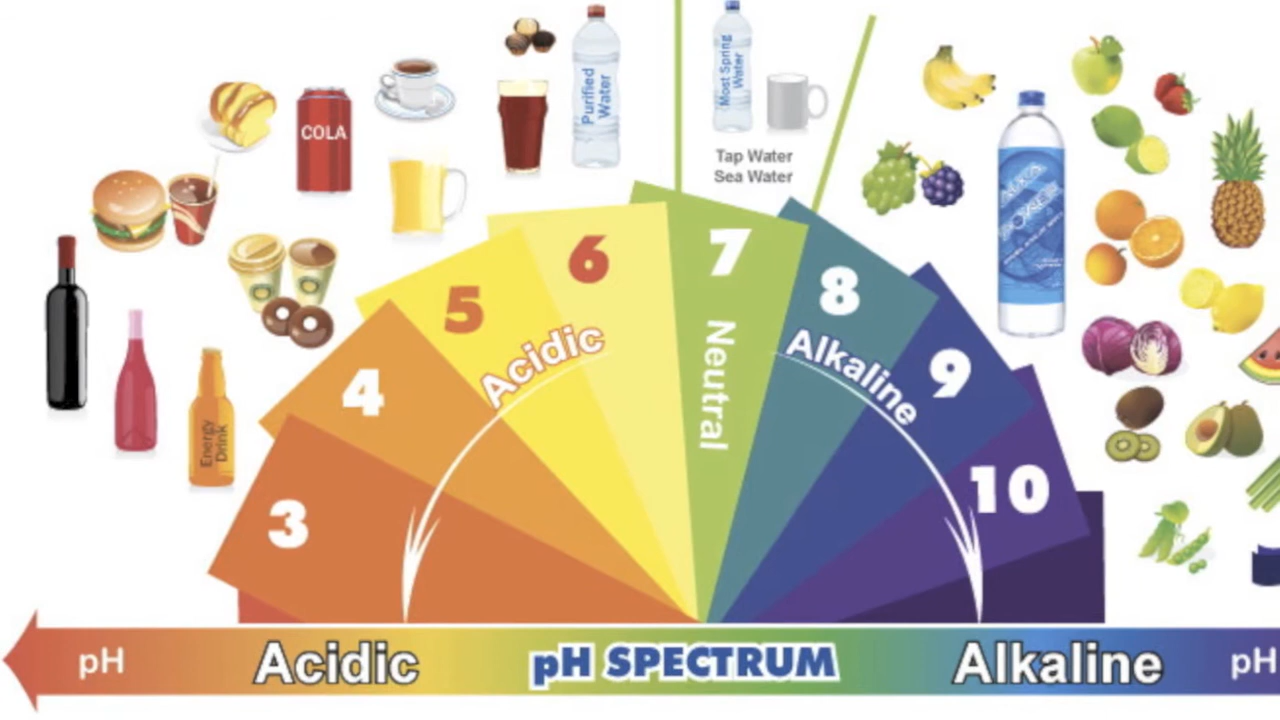 COLA
Purified
Water
Most Spring
Water
Tap Water
Sea Water
Energy
Drink
3
4
5
6
7
8
9
10
Acidic
Neutral
Alkaline
pH
Acidic
pH SPECTRUM
Alkaline
pH